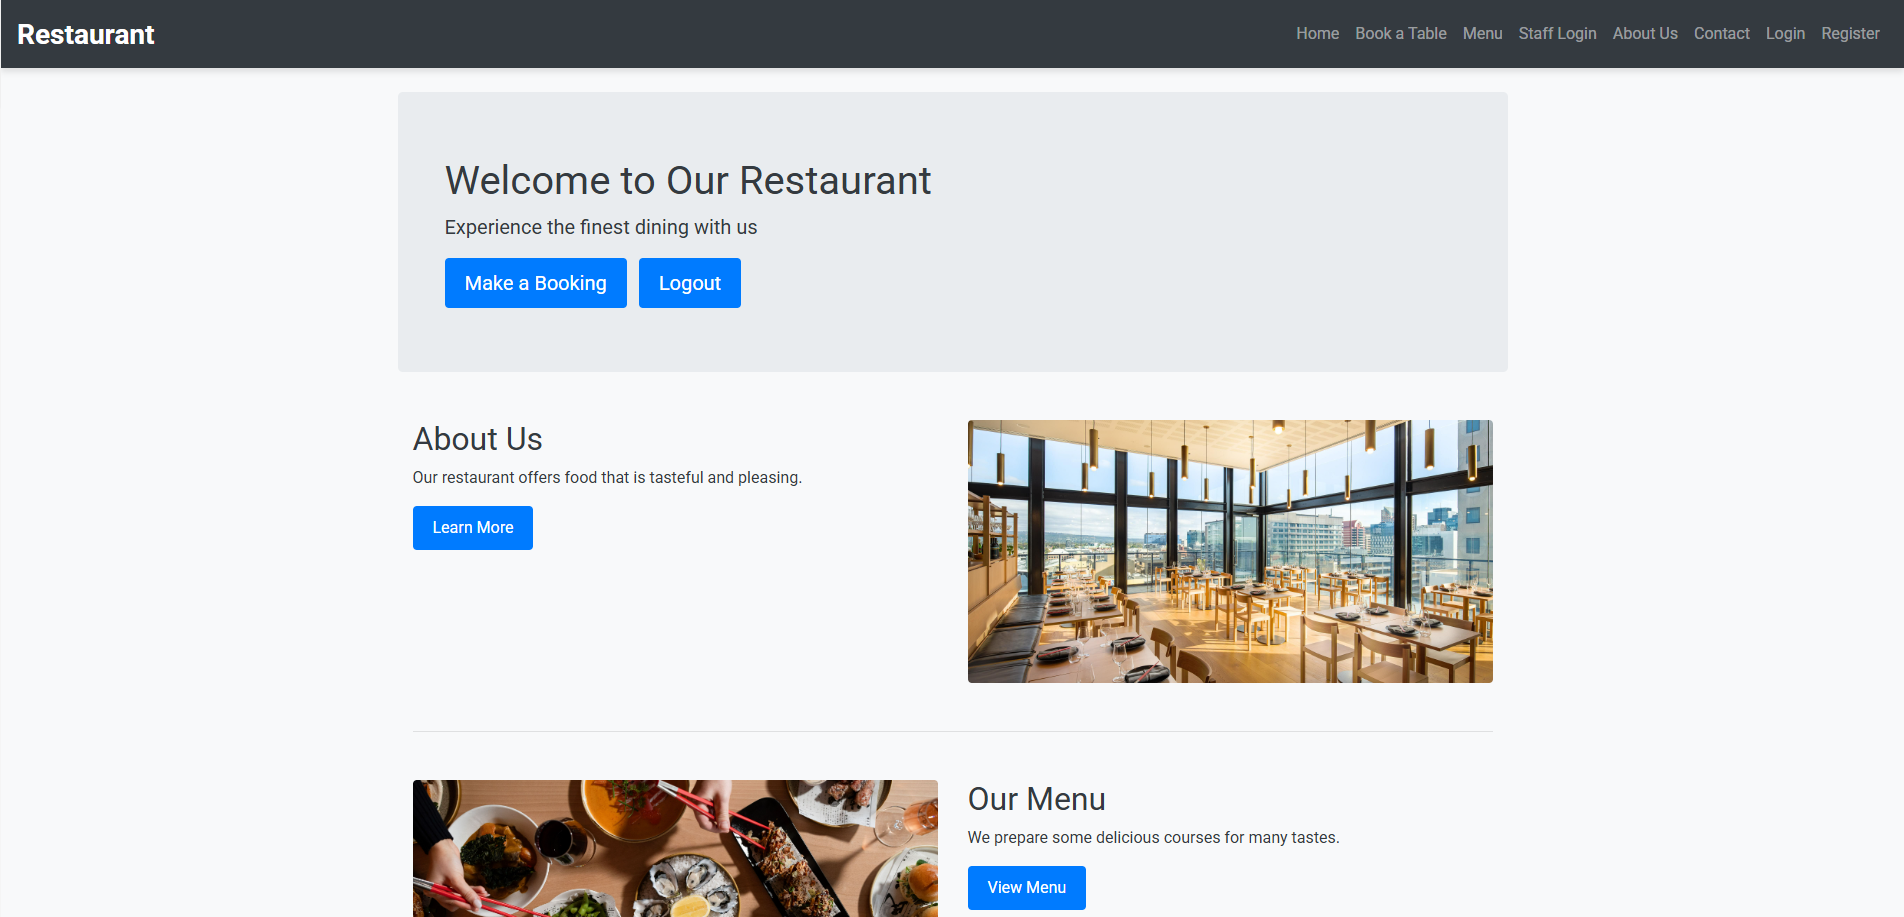 Restaurant
Home Book a Table Menu Staff Login About Us Contact Login Register
Welcome to Our Restaurant
Experience the finest dining with us
Make a Booking Logout
About Us
Our restaurant offers food that is tasteful and pleasing.
Learn More
Our Menu
We prepare some delicious courses for many tastes.
View Menu